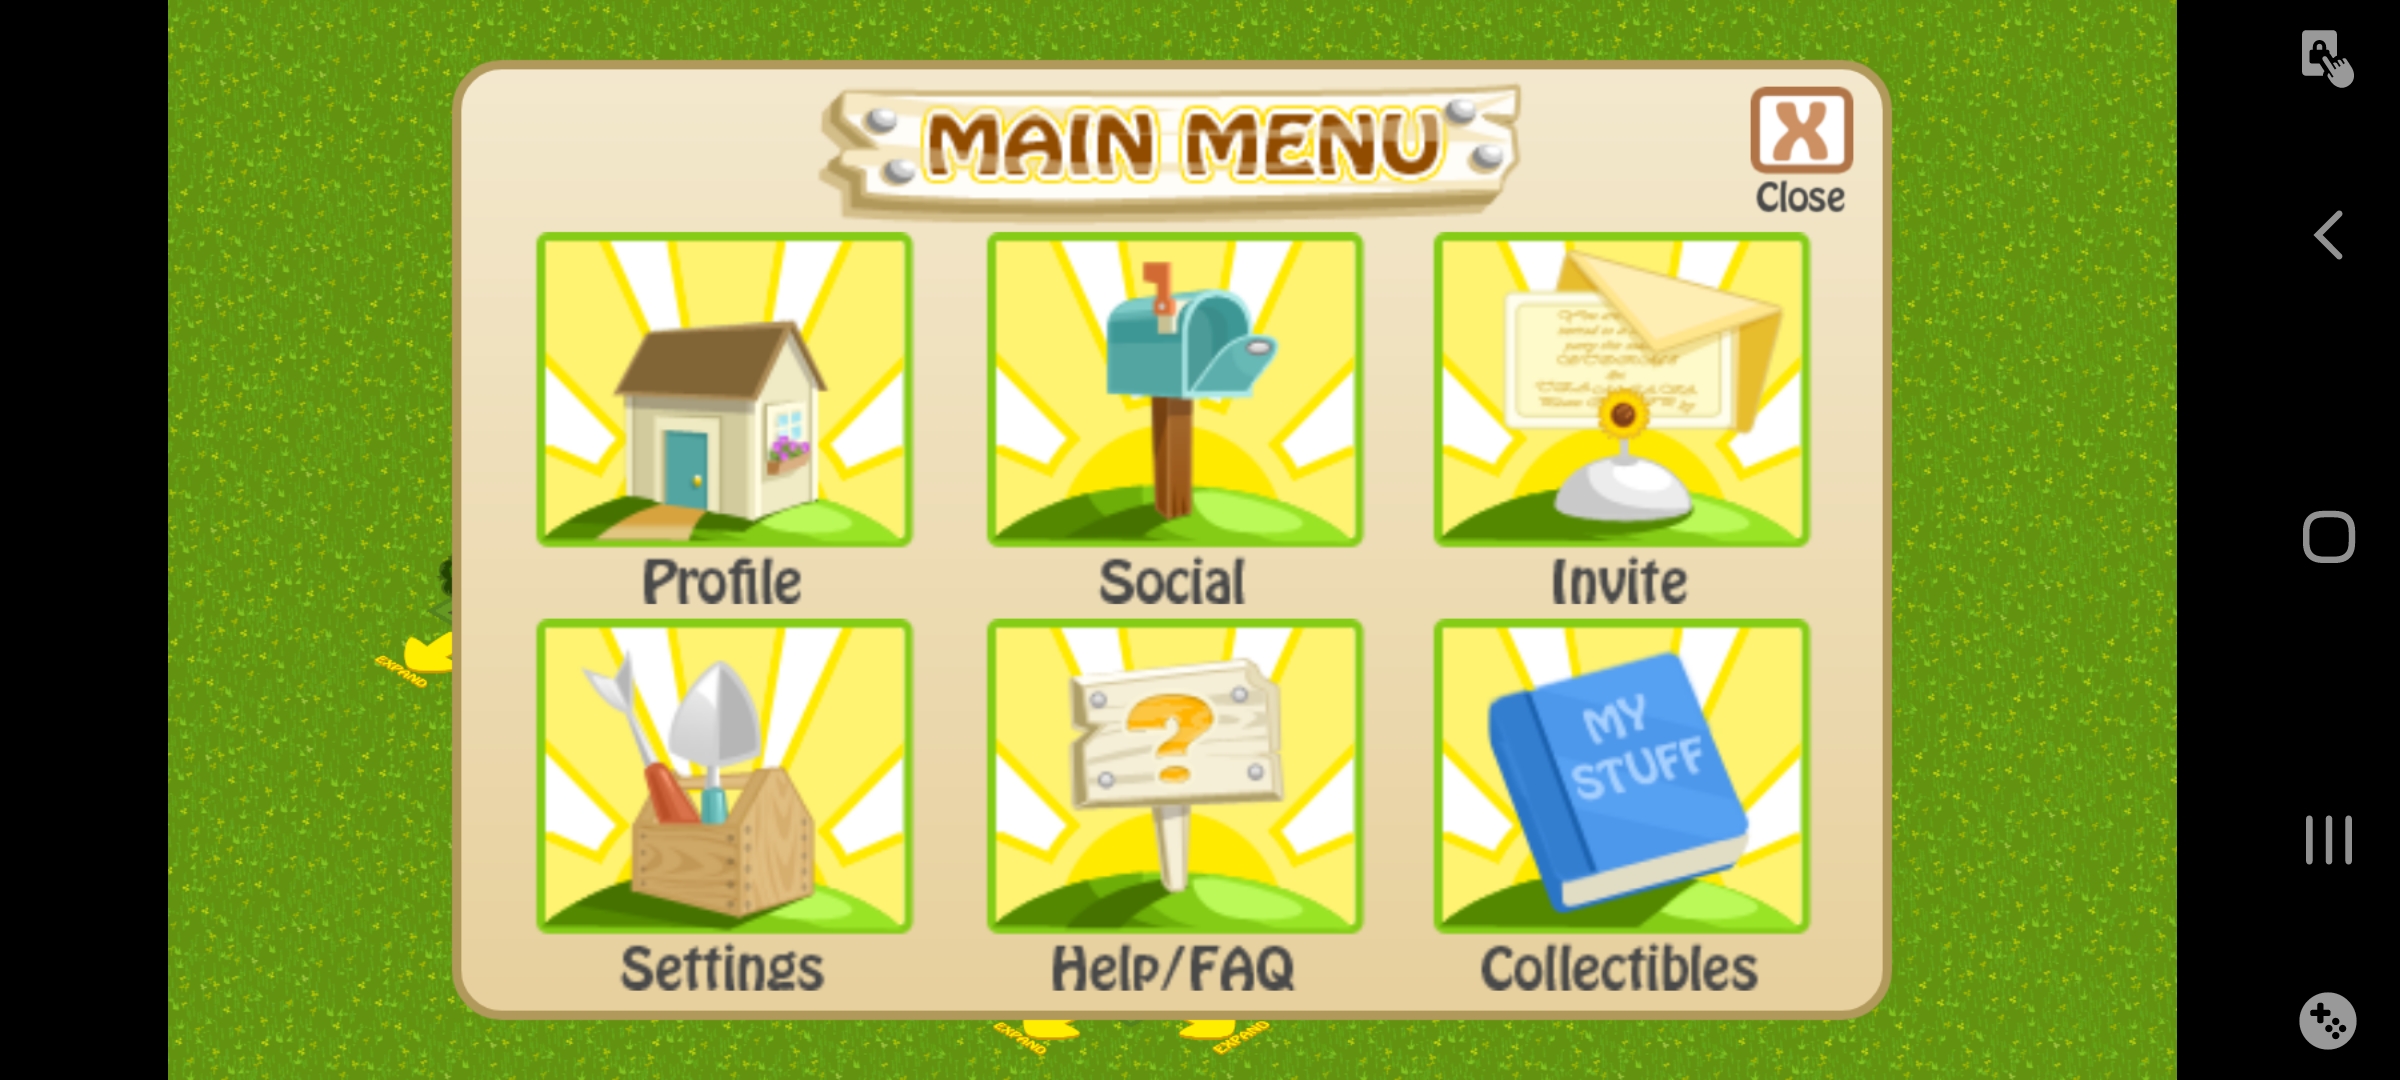 MAIN MENU
X
Close
Profile
Social
Invite
EXPAND
?
MY
STUFF
Settings
Help/FAQ
Collectibles
EXPAND
EXPAND